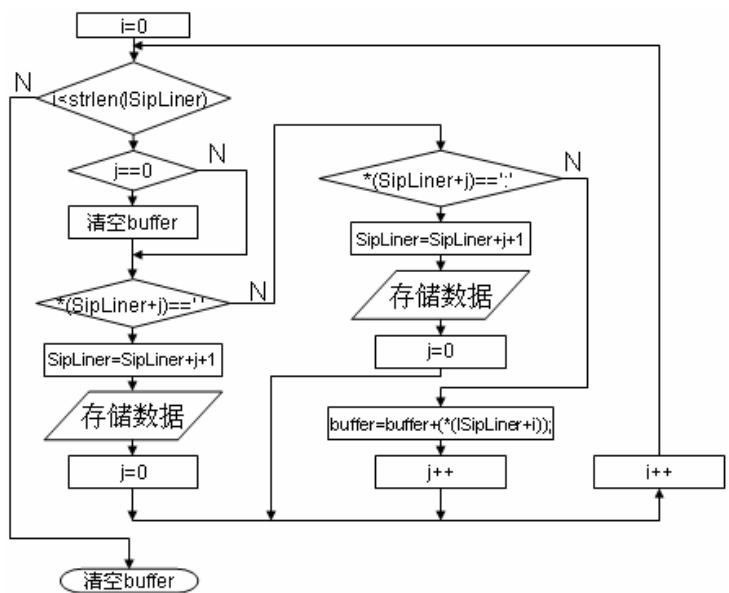 i=0
N
i<strlen(lSipLiner)
j==0
N
清空buffer
*(SipLiner+j)==' '
N
SipLiner=SipLiner+j+1
存储数据
j=0
*(SipLiner+j)==':'
N
SipLiner=SipLiner+j+1
存储数据
j=0
buffer=buffer+(*(lSipLiner+i));
j++
i++
清空buffer